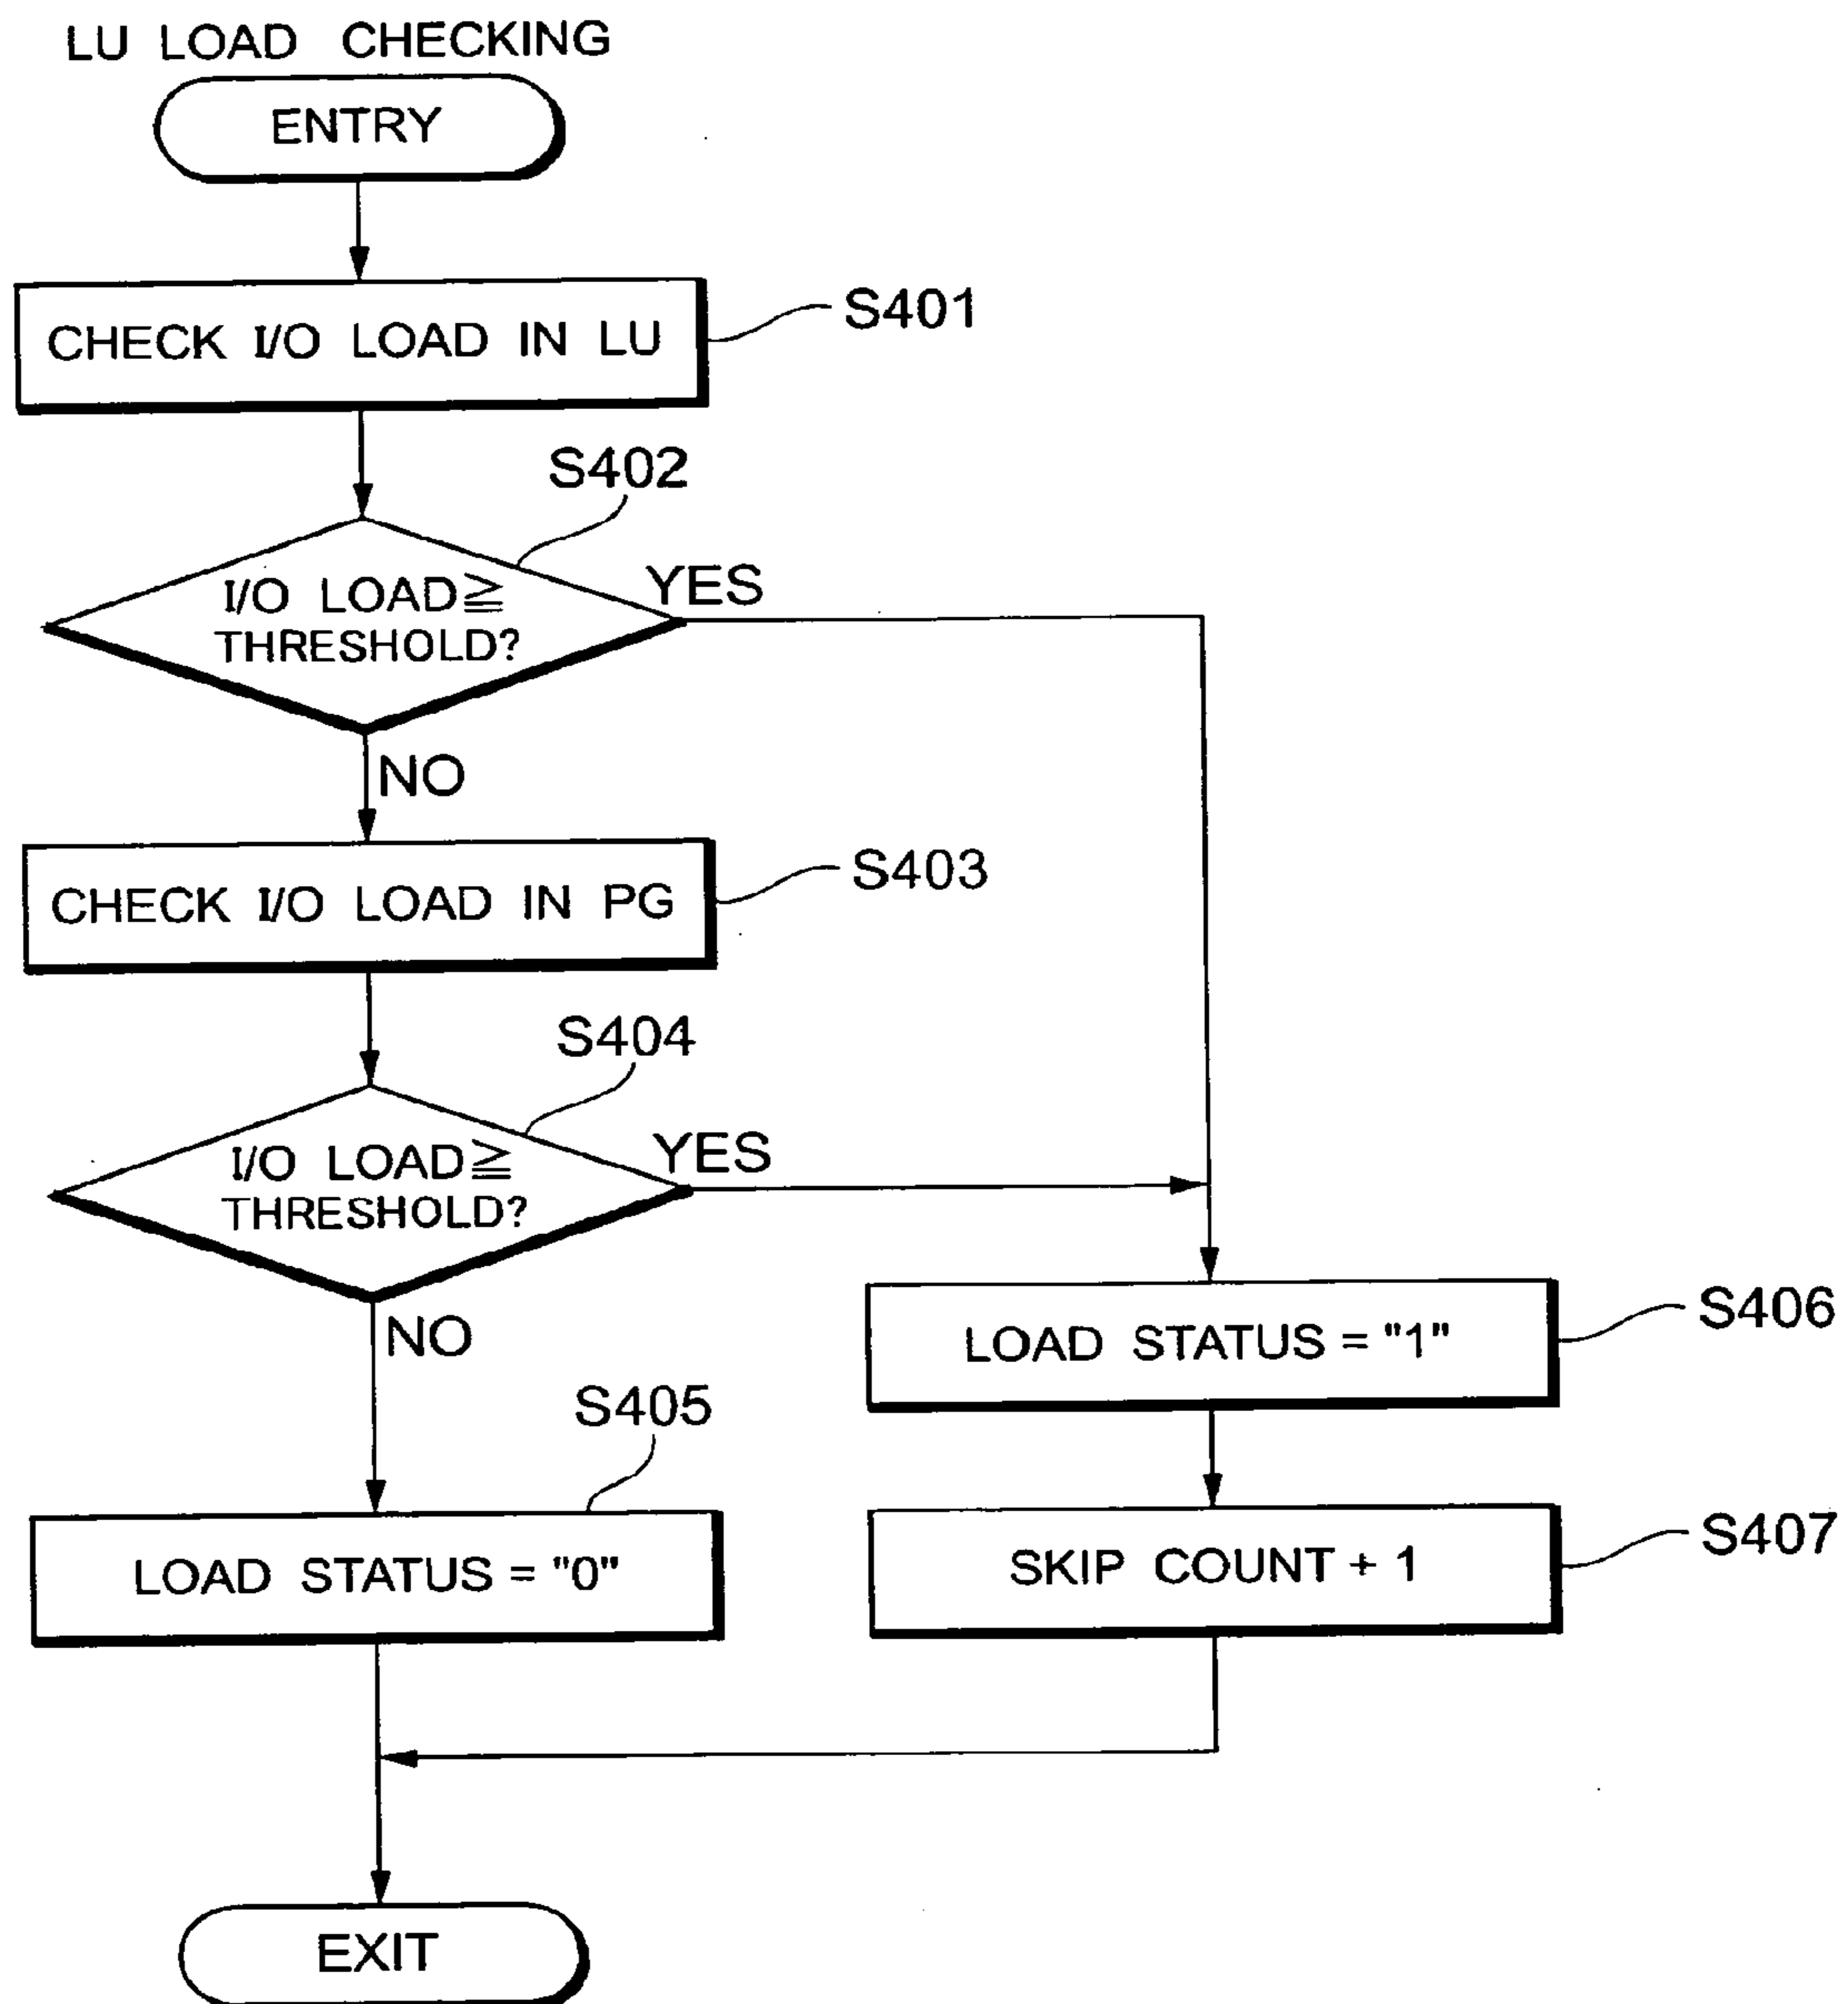 LU LOAD CHECKING
ENTRY
CHECK I/O LOAD IN LU
S401
S402
I/O LOAD≧
THRESHOLD?
YES
NO
CHECK I/O LOAD IN PG
S403
S404
I/O LOAD≧
THRESHOLD?
YES
NO
S405
LOAD STATUS = "0"
LOAD STATUS = "1"
S406
SKIP COUNT + 1
S407
EXIT